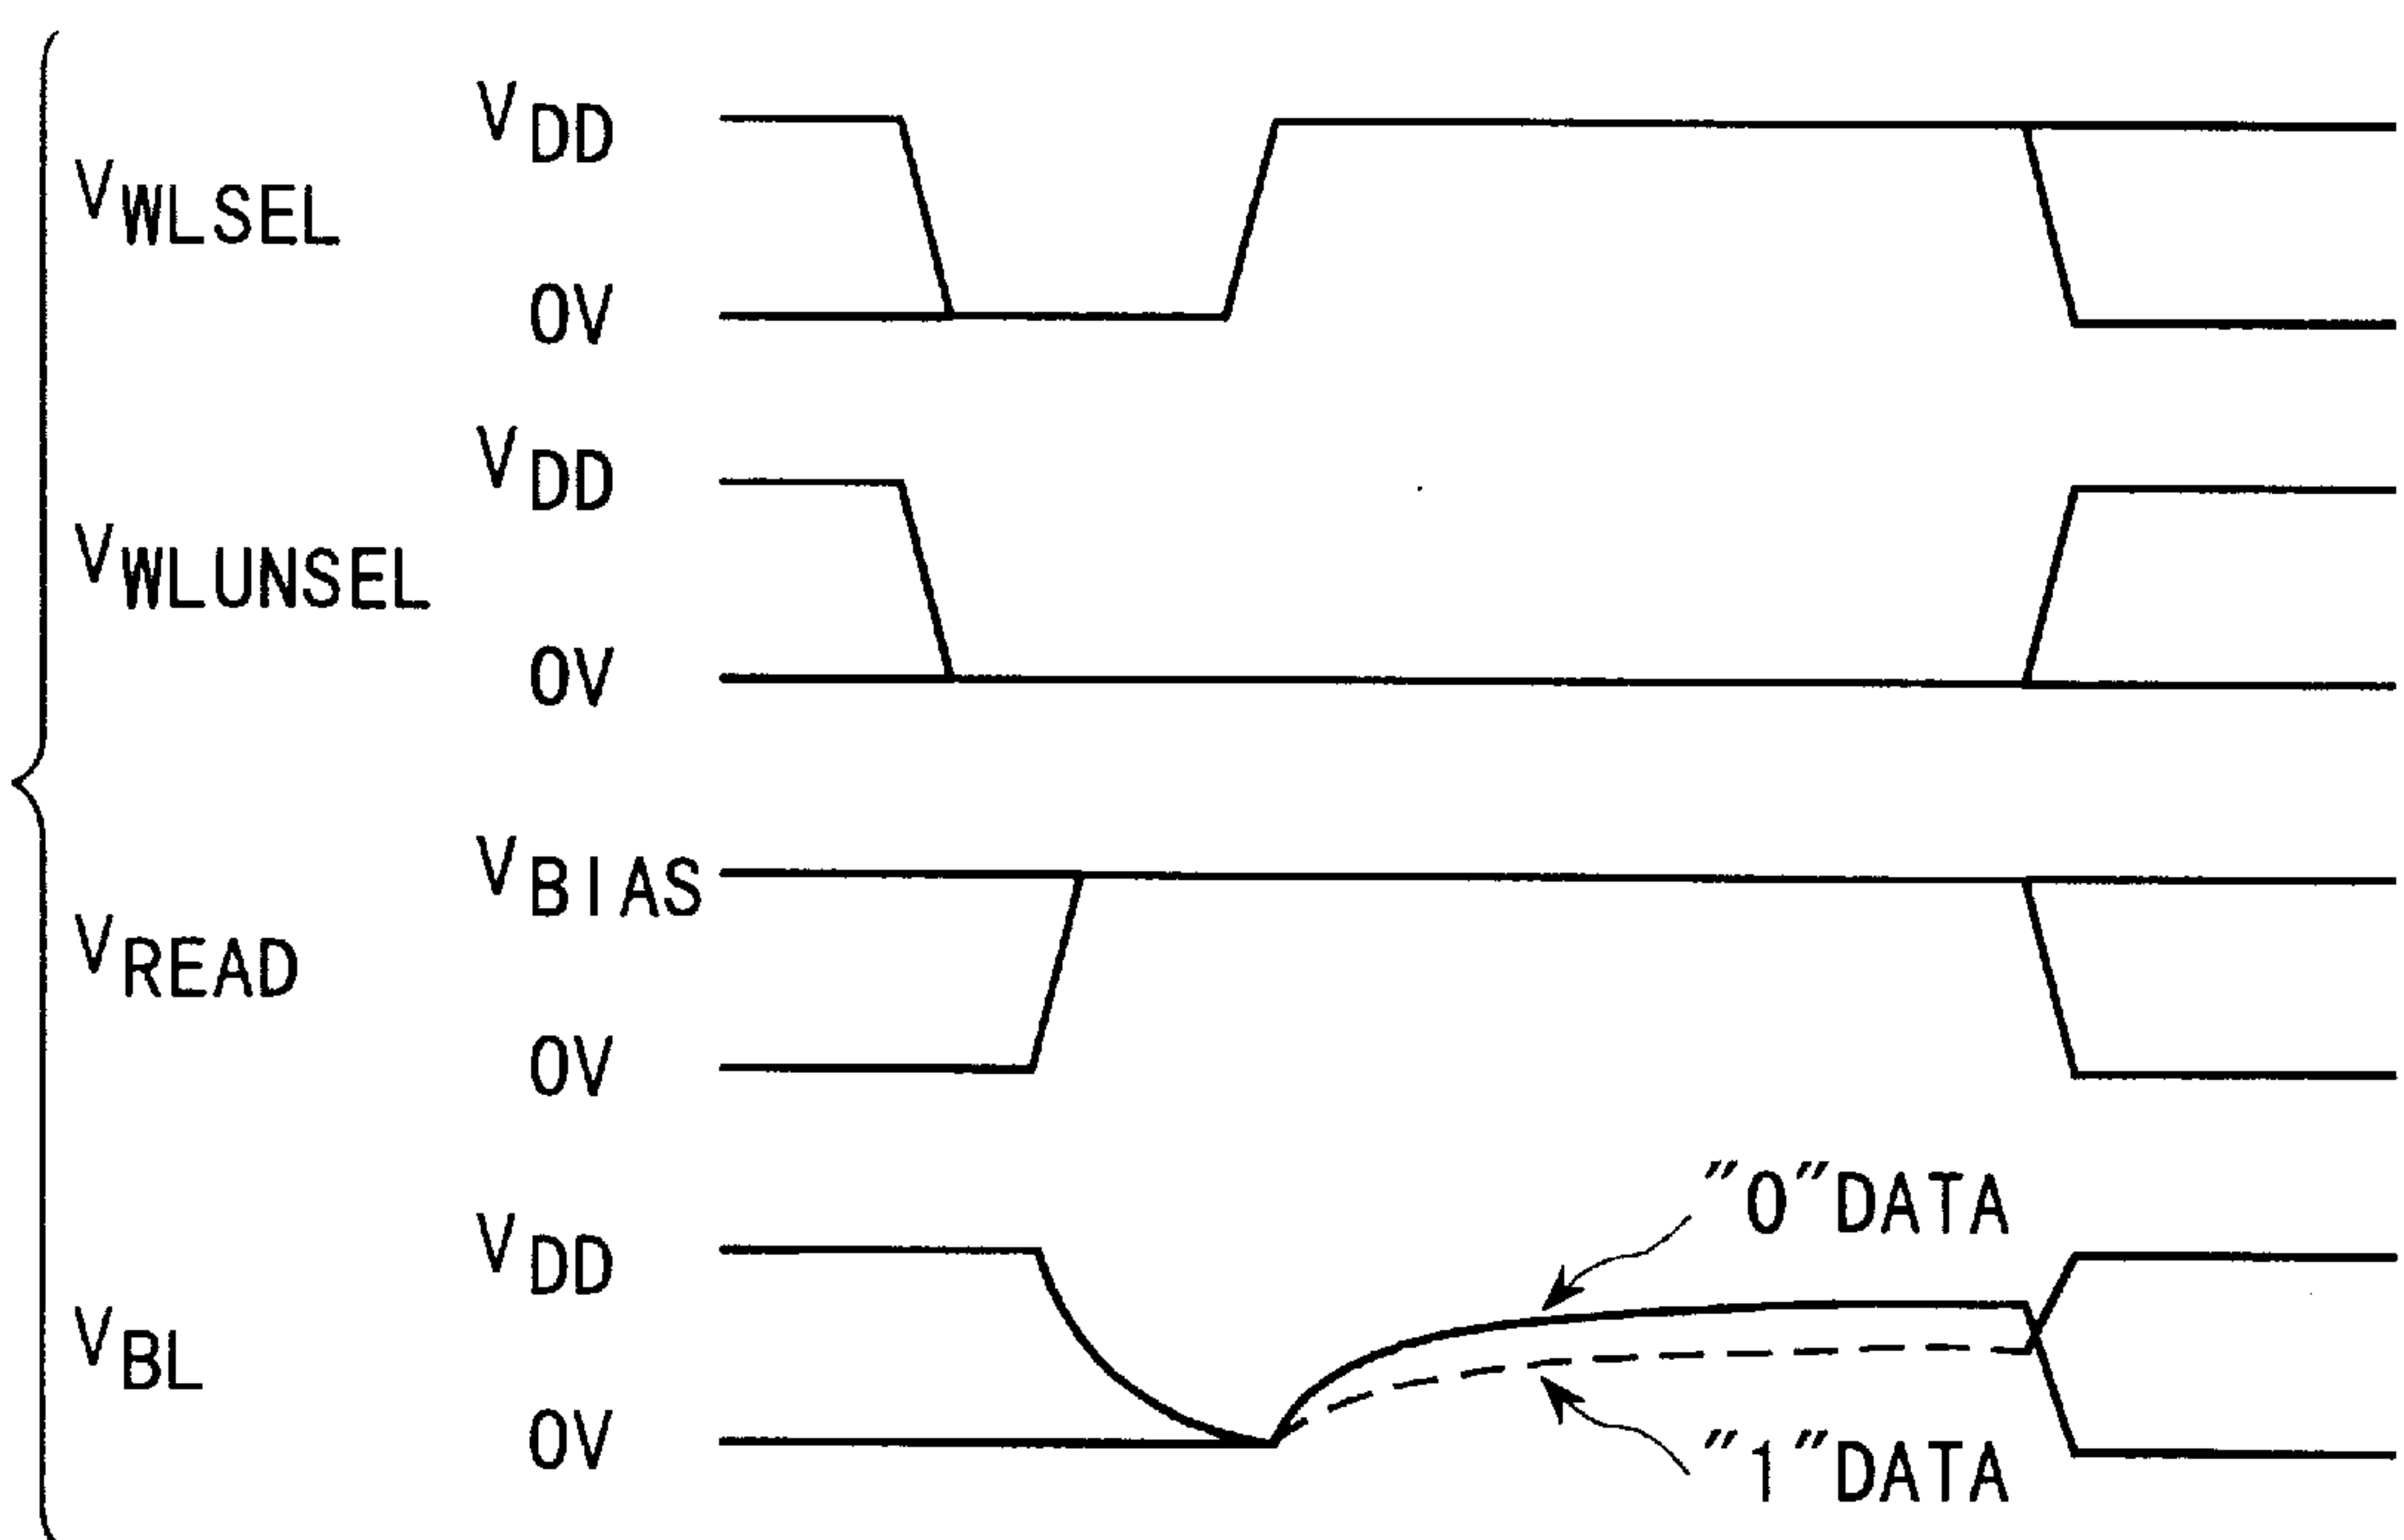 VDD
VWLSEL
0V
VDD
VWLUNSEL
0V
VBIAS
VREAD
0V
"0"DATA
VDD
VBL
0V
"1"DATA